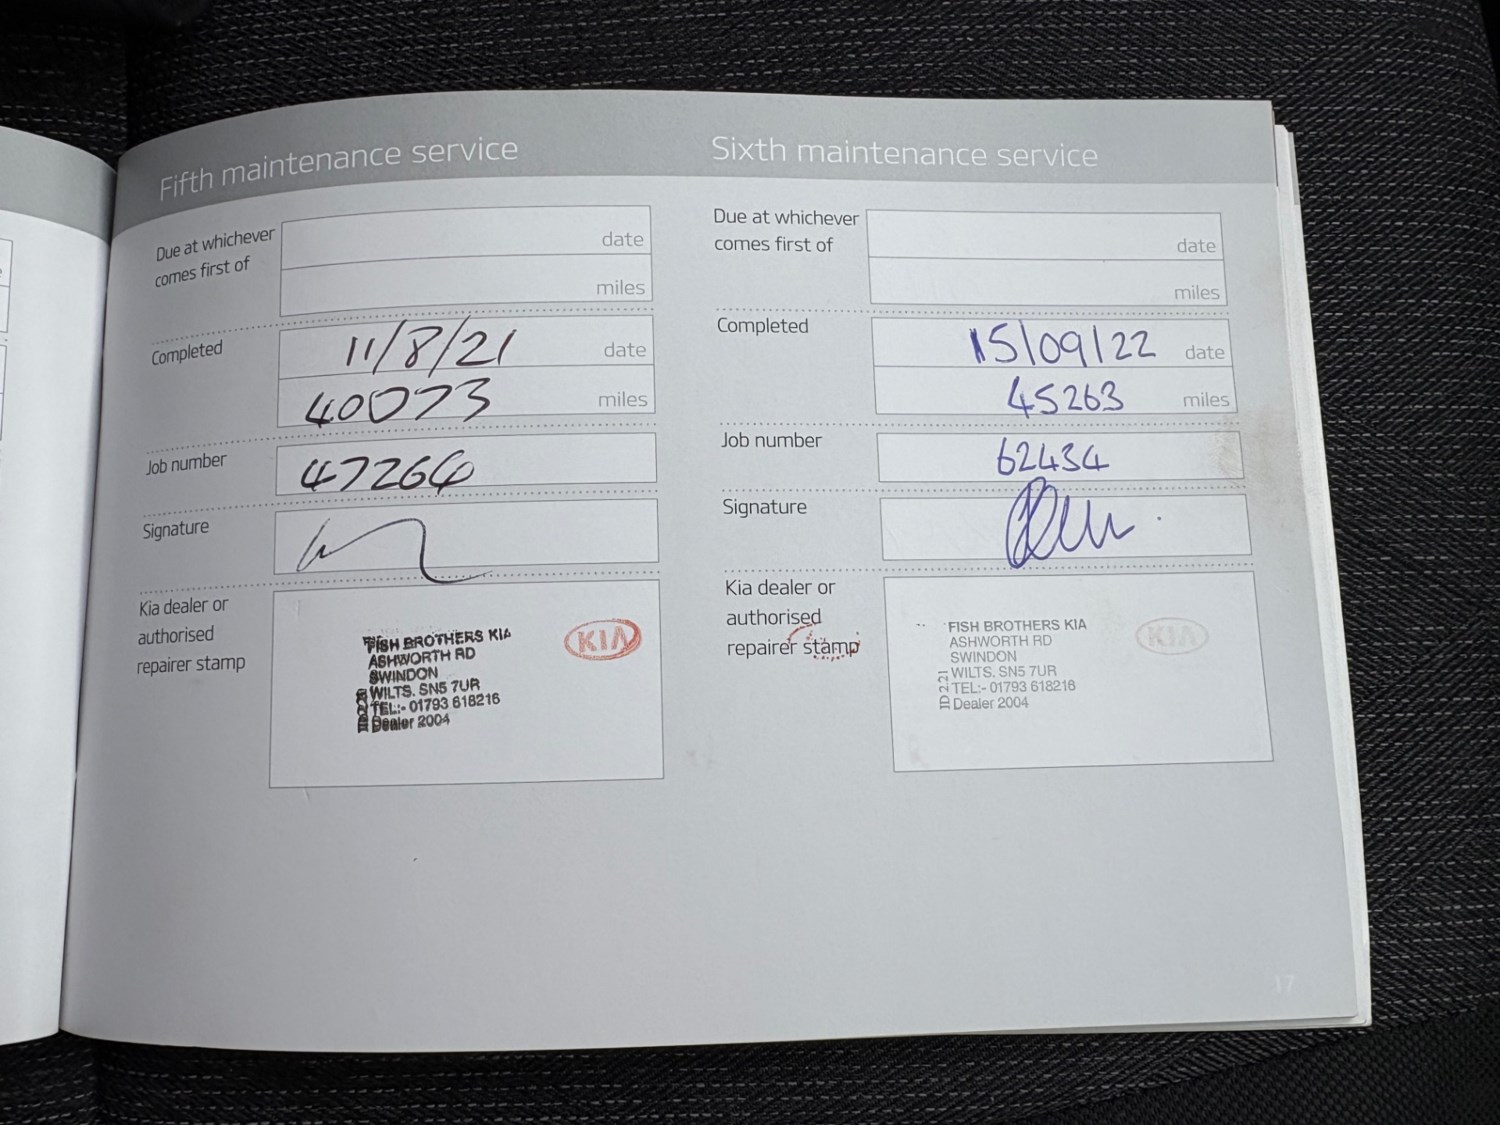 Fifth maintenance service
Due at whichever
comes first of
date
miles
Completed
11/8/21 date
40073 miles
Job number
47264
Signature
Kia dealer or
authorised
repairer stamp
FISH BROTHERS KIA
ASHWORTH RD
SWINDON
WILTS. SN5 7UR
TEL:- 01793 618216
Dealer 2004
KIA
Sixth maintenance service
Due at whichever
comes first of
date
miles
Completed
15/09/22 date
45263 miles
Job number
62434
Signature
Kia dealer or
authorised
repairer stamp
FISH BROTHERS KIA
ASHWORTH RD
SWINDON
WILTS. SN5 7UR
TEL:- 01793 618216
Dealer 2004
KIA
17